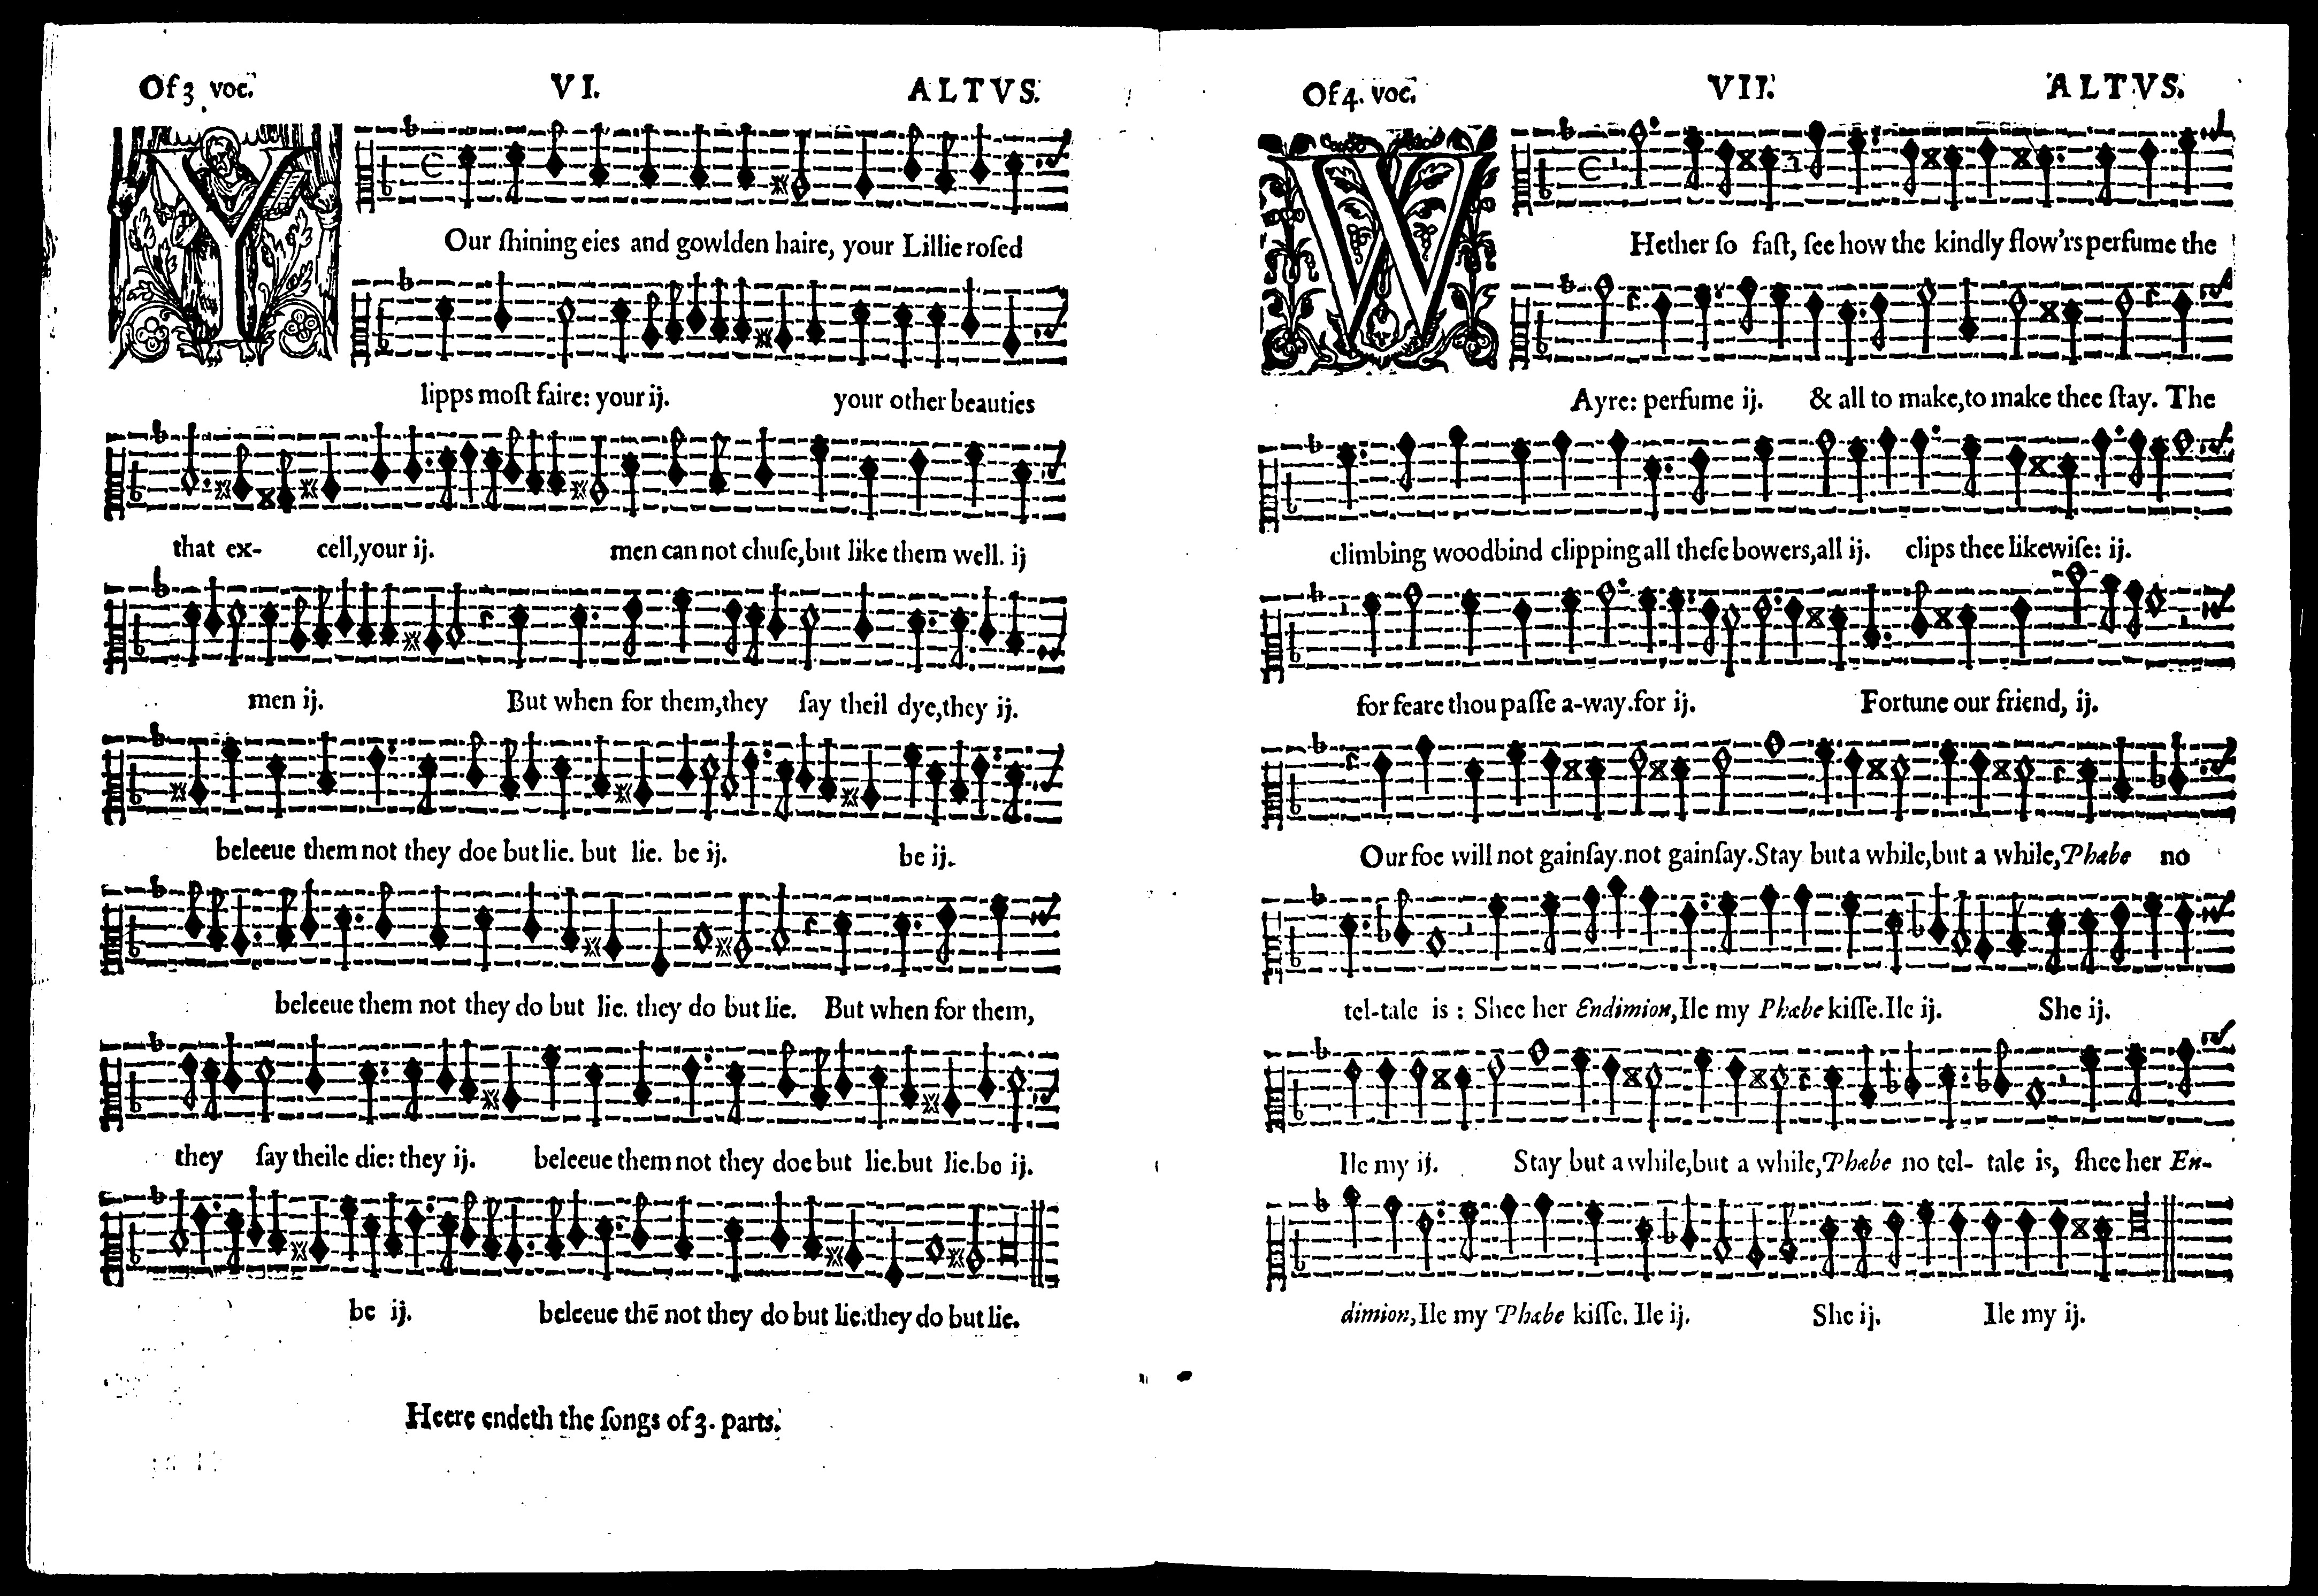 Of 3 voc. VI. ALTVS.
YOur ſhining eies and gowlden haire, your Lillie roſed
lipps moſt faire: your ij. your other beauties
that ex- cell,your ij. men can not chuſe,but like them well. ij
men ij. But when for them,they ſay theil dye,they ij.
beleeue them not they doe but lie. but lie. be ij. be ij.
beleeue them not they do but lie. they do but lie. But when for them,
they ſay theile die: they ij. beleeue them not they doe but lie.but lie.be ij.
be ij. beleeue thē not they do but lie:they do but lie.
Heere endeth the ſongs of 3. parts.
Of 4. voc. VII. ALTVS.
WHether ſo faſt, ſee how the kindly flow'rs perfume the
Ayre: perfume ij. & all to make,to make thee ſtay. The
climbing woodbind clipping all theſe bowers,all ij. clips thee likewiſe: ij.
for feare thou paſſe a-way.for ij. Fortune our friend, ij.
Our foe will not gainſay.not gainſay.Stay but a while,but a while,Phæbe no
tel-tale is : Shee her Endimion,Ile my Phæbe kiſſe.Ile ij. She ij.
Ile my ij. Stay but a while,but a while,Phæbe no tel- tale is, ſhee her En-
dimion,Ile my Phæbe kiſſe. Ile ij. She ij. Ile my ij.